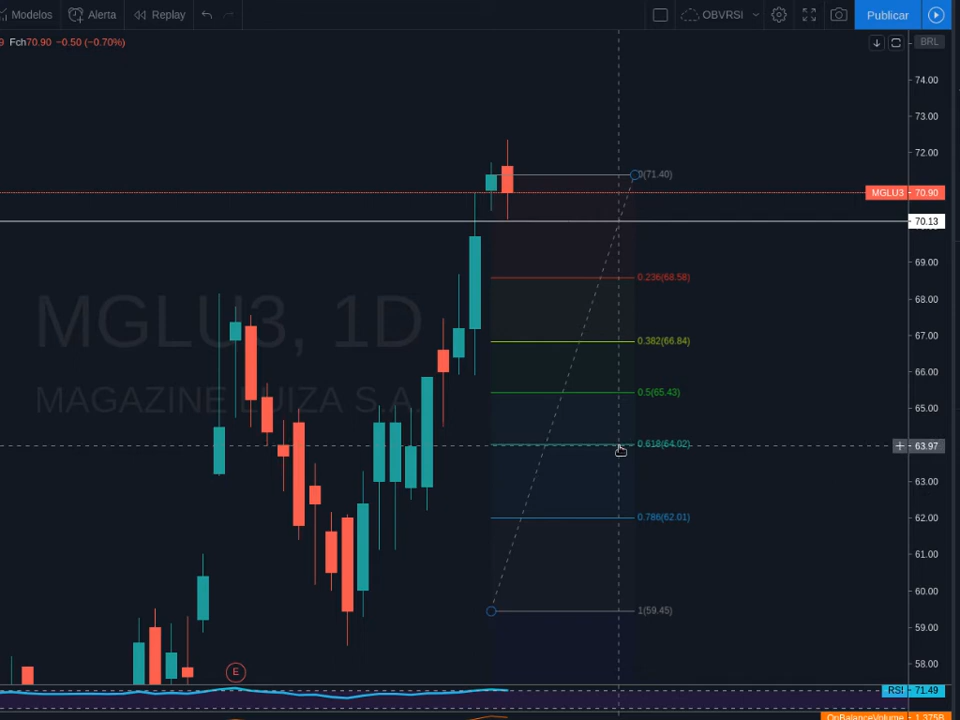 Modelos Alerta Replay OBVRSI Publicar
9 Fch70.90 −0.50 (−0.70%) BRL
74.00
73.00
72.00
0(71.40)
MGLU3 70.90
70.13
69.00
0.236(68.58)
68.00
MGLU3, 1D
67.00
0.382(66.84)
66.00
MAGAZINE LUIZA S.A.
0.5(65.43)
65.00
0.618(64.02)
63.97
63.00
0.786(62.01)
62.00
61.00
60.00
1(59.45)
59.00
58.00
E
RSI 71.49
OnBalanceVolume 1.375B